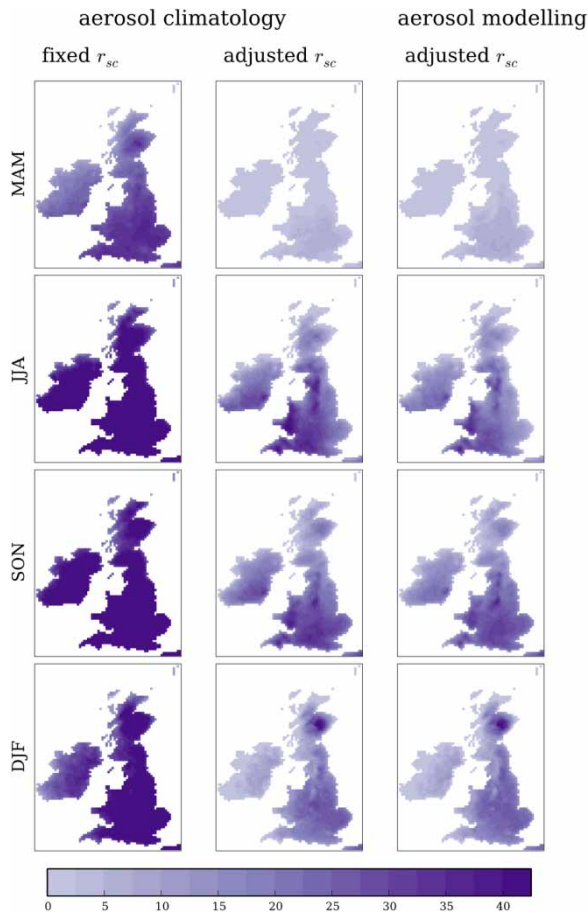 aerosol climatology aerosol modelling
fixed r_sc adjusted r_sc adjusted r_sc
MAM
JJA
SON
DJF
0 5 10 15 20 25 30 35 40